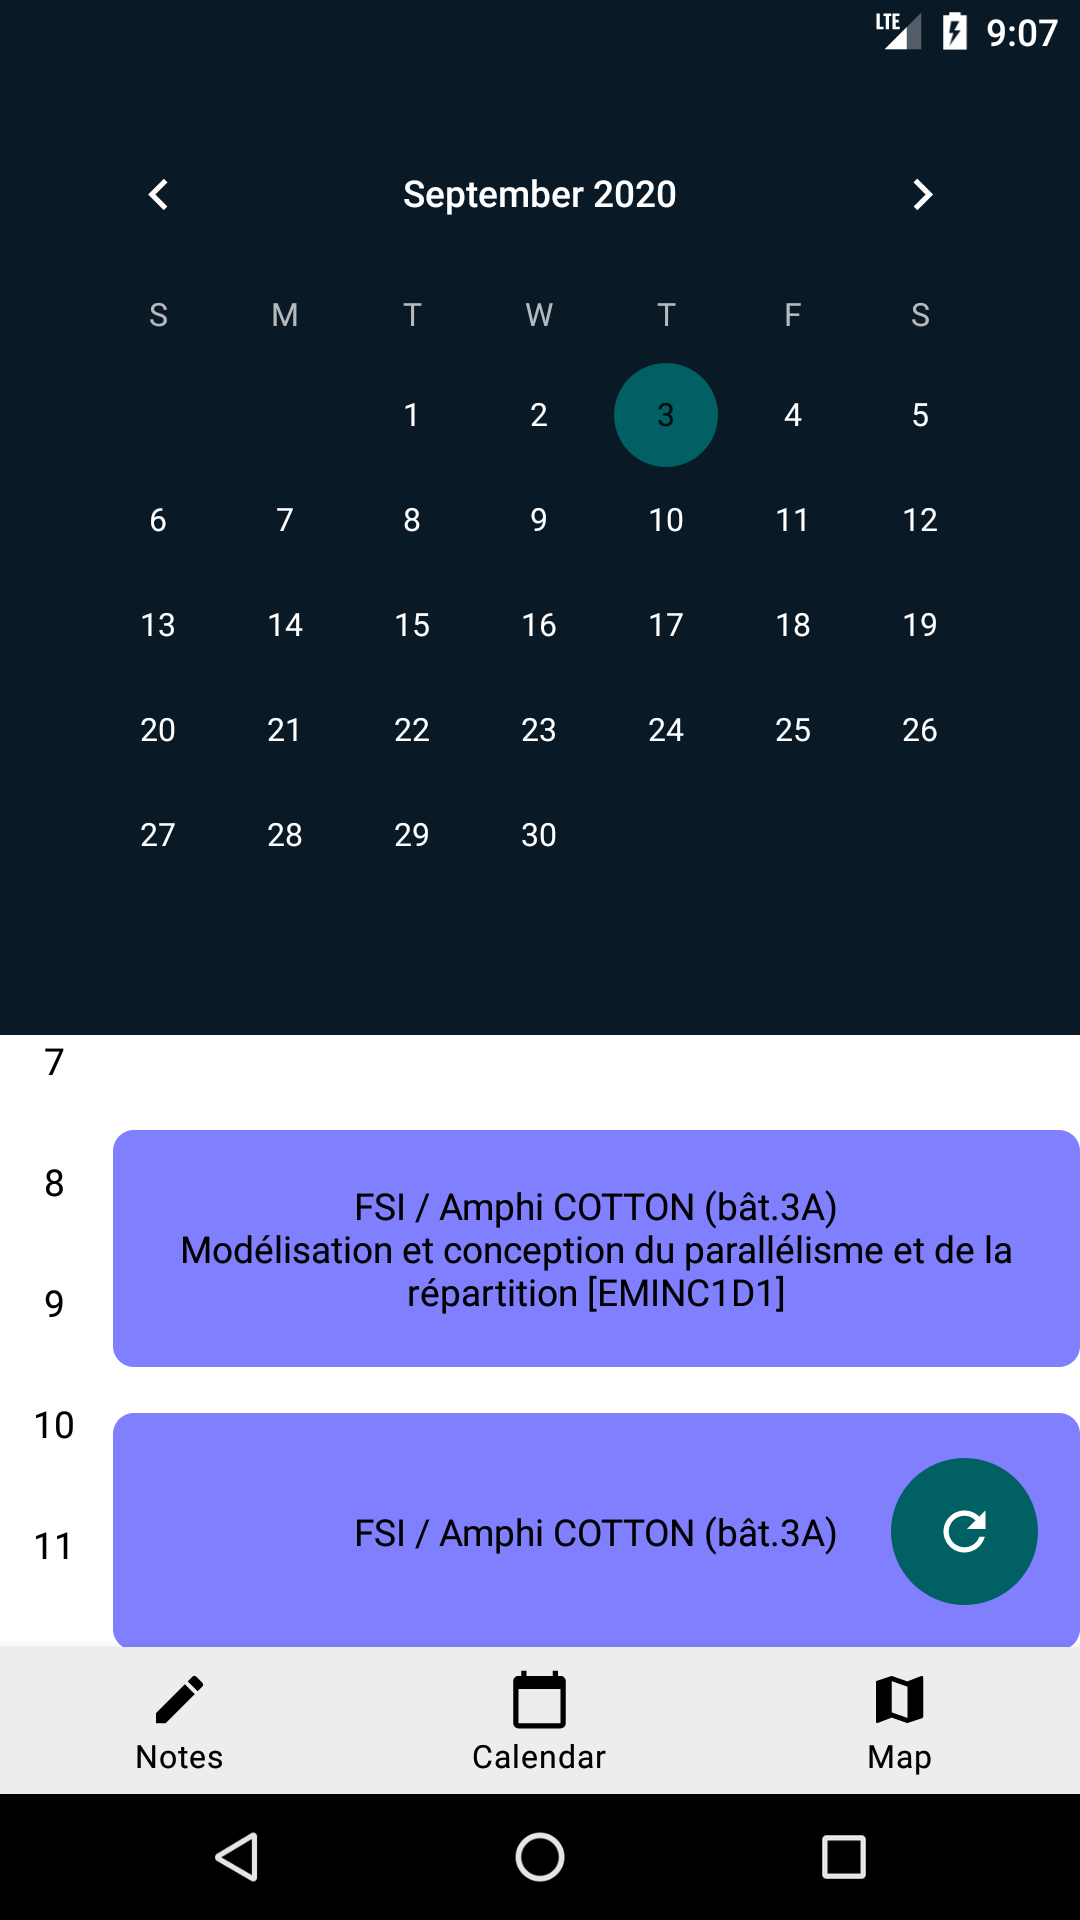 LTE 9:07
September 2020
S M T W T F S
1 2 3 4 5
6 7 8 9 10 11 12
13 14 15 16 17 18 19
20 21 22 23 24 25 26
27 28 29 30
7
8
FSI / Amphi COTTON (bât.3A)
Modélisation et conception du parallélisme et de la
répartition [EMINC1D1]
9
10
FSI / Amphi COTTON (bât.3A)
11
Notes Calendar Map